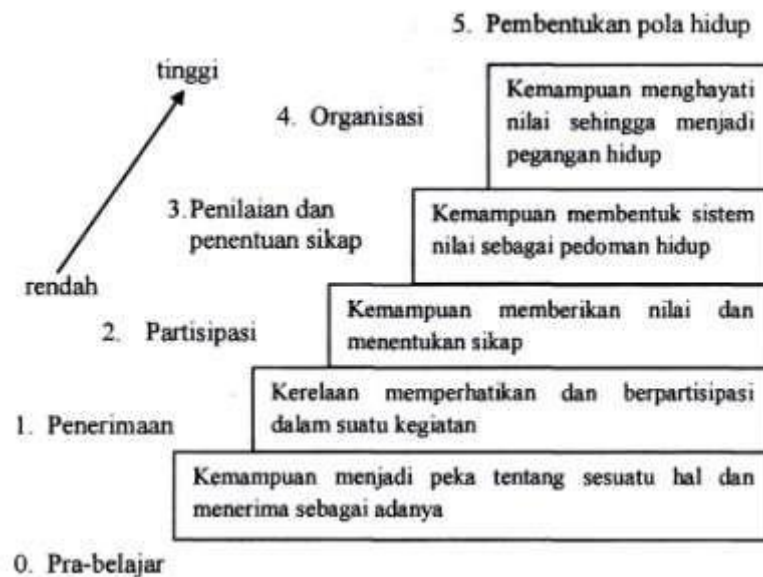 5. Pembentukan pola hidup
tinggi
Kemampuan menghayati
nilai sehingga menjadi
pegangan hidup
4. Organisasi
3. Penilaian dan
penentuan sikap
Kemampuan membentuk sistem
nilai sebagai pedoman hidup
rendah
2. Partisipasi
Kemampuan memberikan nilai dan
menentukan sikap
1. Penerimaan
Kerelaan memperhatikan dan berpartisipasi
dalam suatu kegiatan
Kemampuan menjadi peka tentang sesuatu hal dan
menerima sebagai adanya
0. Pra-belajar